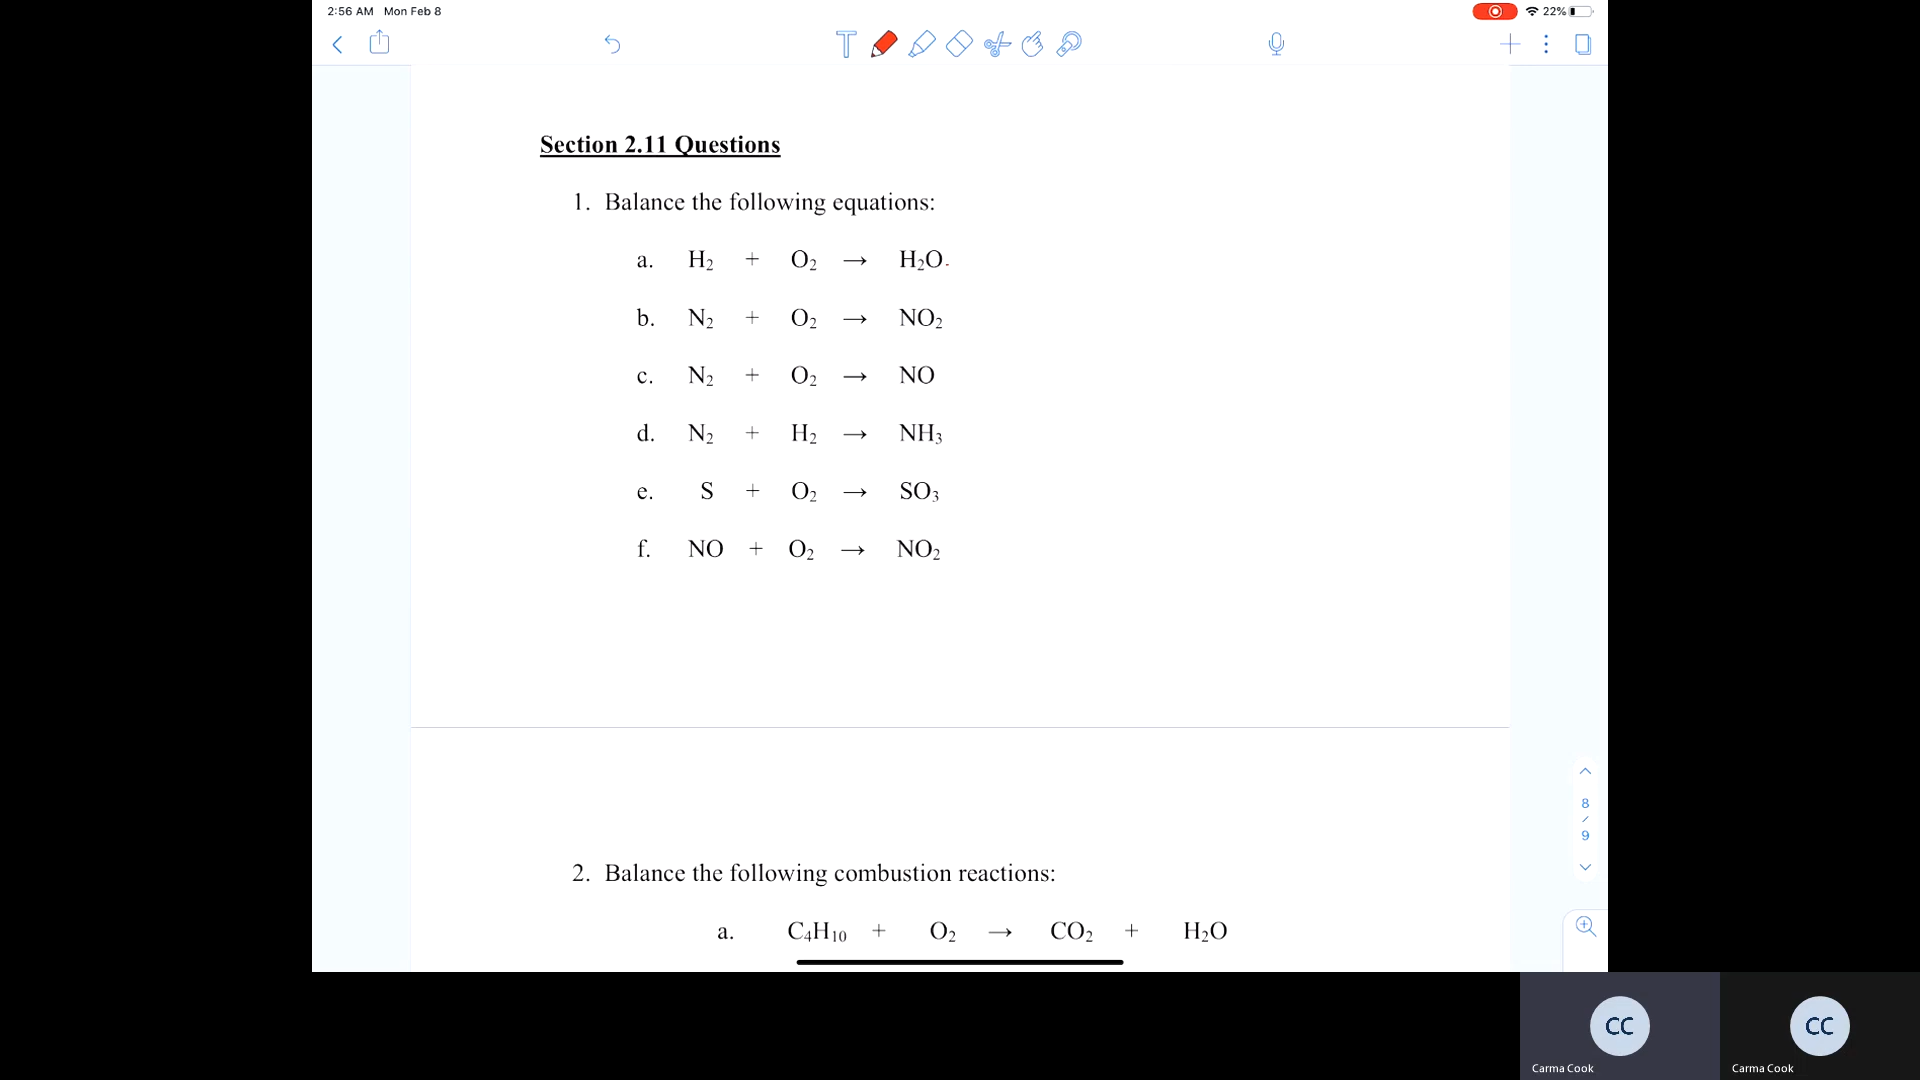 2:56 AM Mon Feb 8
22%
T
Section 2.11 Questions
1. Balance the following equations:
a. H₂ + O₂ → H₂O
b. N₂ + O₂ → NO₂
c. N₂ + O₂ → NO
d. N₂ + H₂ → NH₃
e. S + O₂ → SO₃
f. NO + O₂ → NO₂
8
/
9
2. Balance the following combustion reactions:
a. C₄H₁₀ + O₂ → CO₂ + H₂O
CC
Carma Cook
CC
Carma Cook